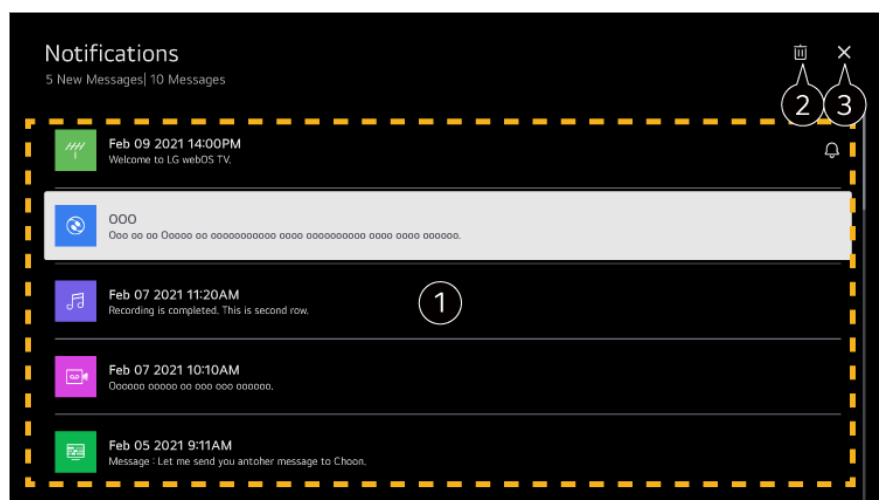 Notifications
5 New Messages| 10 Messages
2
3
Feb 09 2021 14:00PM
Welcome to LG webOS TV.
OOO
Ooo oo oo Ooooo oo ooooooooooo oooo oooooooooo oooo oooo oooooo.
Feb 07 2021 11:20AM
Recording is completed. This is second row.
1
Feb 07 2021 10:10AM
Oooooo ooooo oo ooo ooo oooooo.
Feb 05 2021 9:11AM
Message : Let me send you antoher message to Choon.